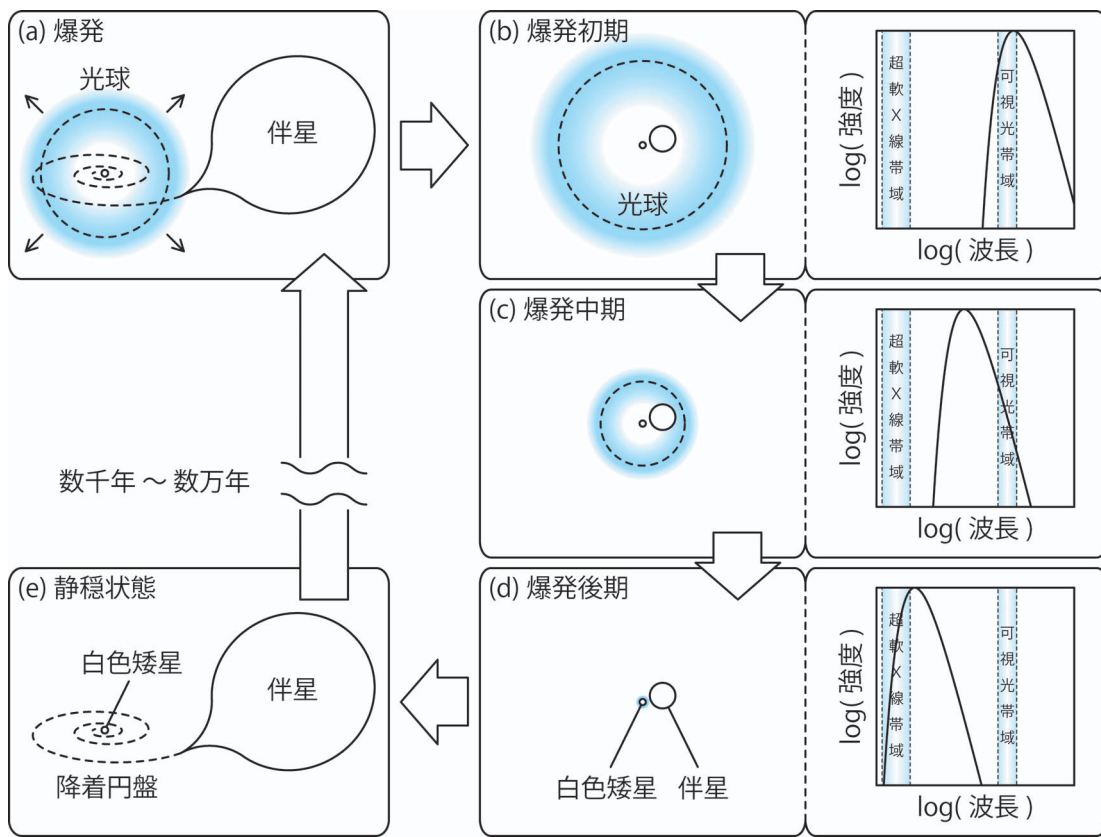 (a) 爆発
光球
伴星
(b) 爆発初期
光球
log( 強度 )
超軟X線帯域
可視光帯域
log( 波長 )
(c) 爆発中期
log( 強度 )
超軟X線帯域
可視光帯域
log( 波長 )
数千年 ~ 数万年
(d) 爆発後期
白色矮星
伴星
log( 強度 )
超軟X線帯域
可視光帯域
log( 波長 )
(e) 静穏状態
白色矮星
伴星
降着円盤